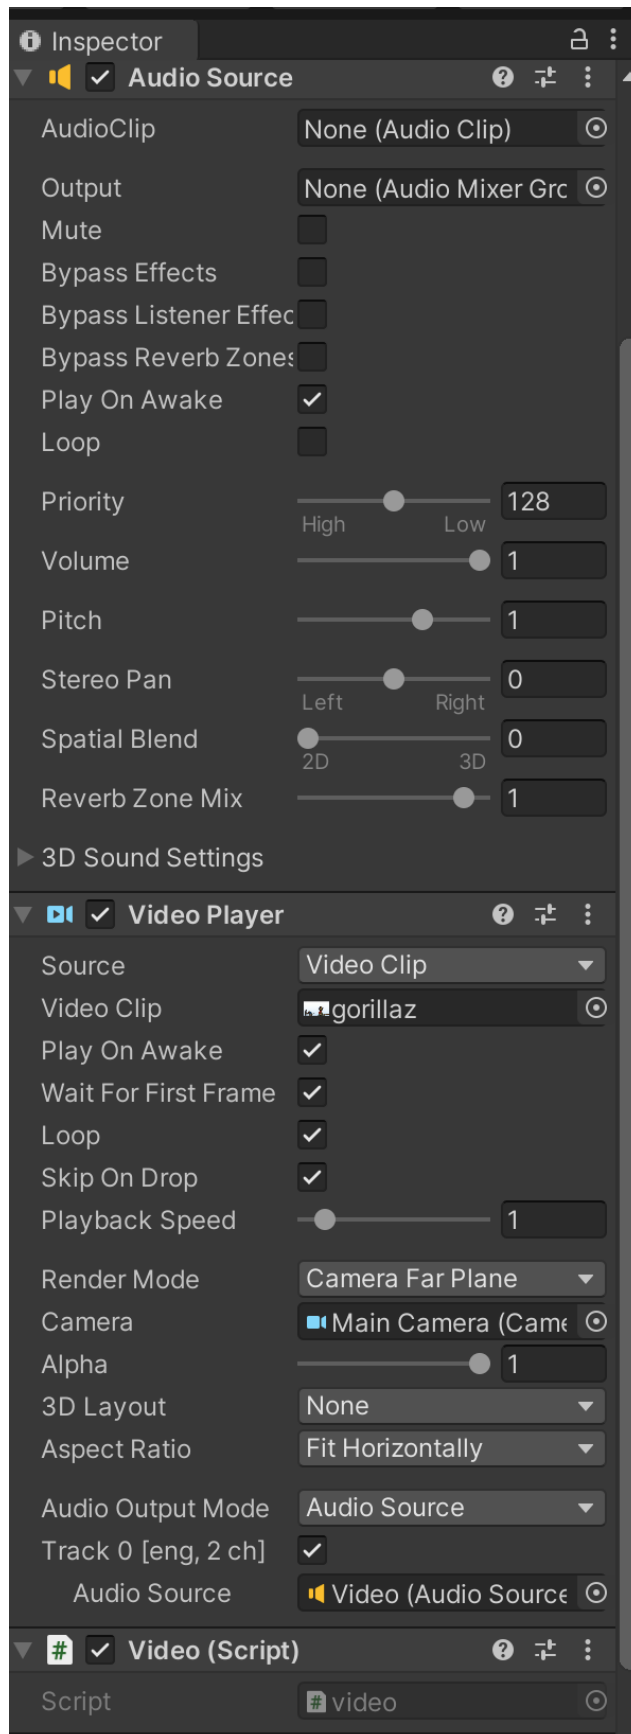 Inspector
Audio Source
AudioClip None (Audio Clip)
Output None (Audio Mixer Grc
Mute
Bypass Effects
Bypass Listener Effec
Bypass Reverb Zones
Play On Awake
Loop
Priority 128
High Low
Volume 1
Pitch 1
Stereo Pan 0
Left Right
Spatial Blend 0
2D 3D
Reverb Zone Mix 1
3D Sound Settings
Video Player
Source Video Clip
Video Clip gorillaz
Play On Awake
Wait For First Frame
Loop
Skip On Drop
Playback Speed 1
Render Mode Camera Far Plane
Camera Main Camera (Came
Alpha 1
3D Layout None
Aspect Ratio Fit Horizontally
Audio Output Mode Audio Source
Track 0 [eng, 2 ch]
Audio Source Video (Audio Source
# Video (Script)
Script # video